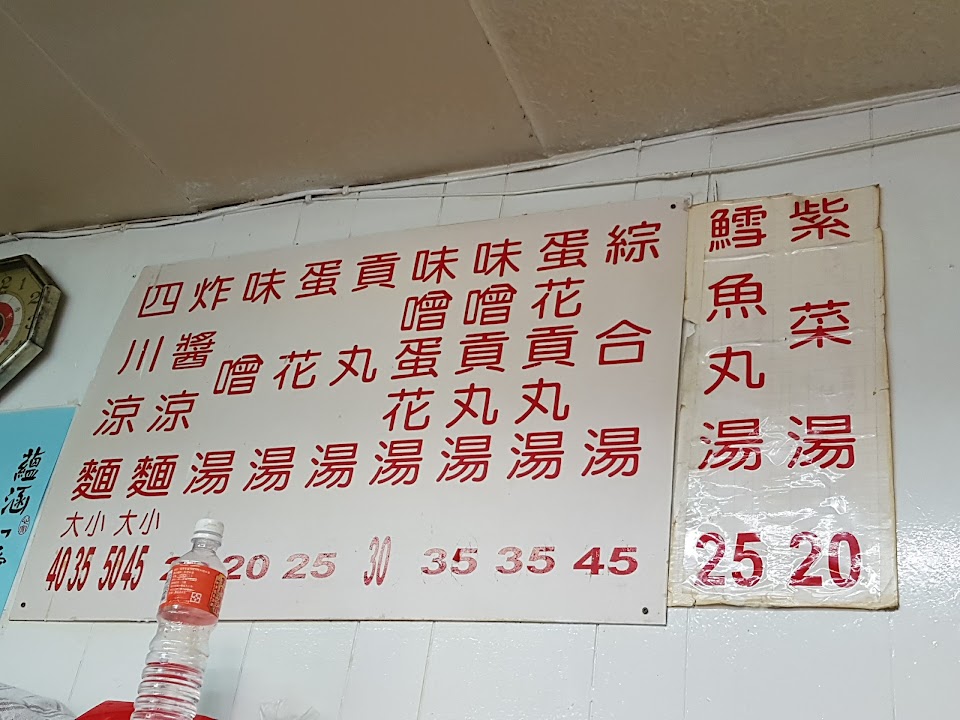 蘊涵
四川涼麵
大小
40 35
炸醬涼麵
大小
50 45
味噌湯
蛋花湯
20
貢丸湯
25
味噌蛋花湯
30
味噌貢丸湯
35
蛋花貢丸湯
35
綜合湯
45
鱈魚丸湯
25
紫菜湯
20